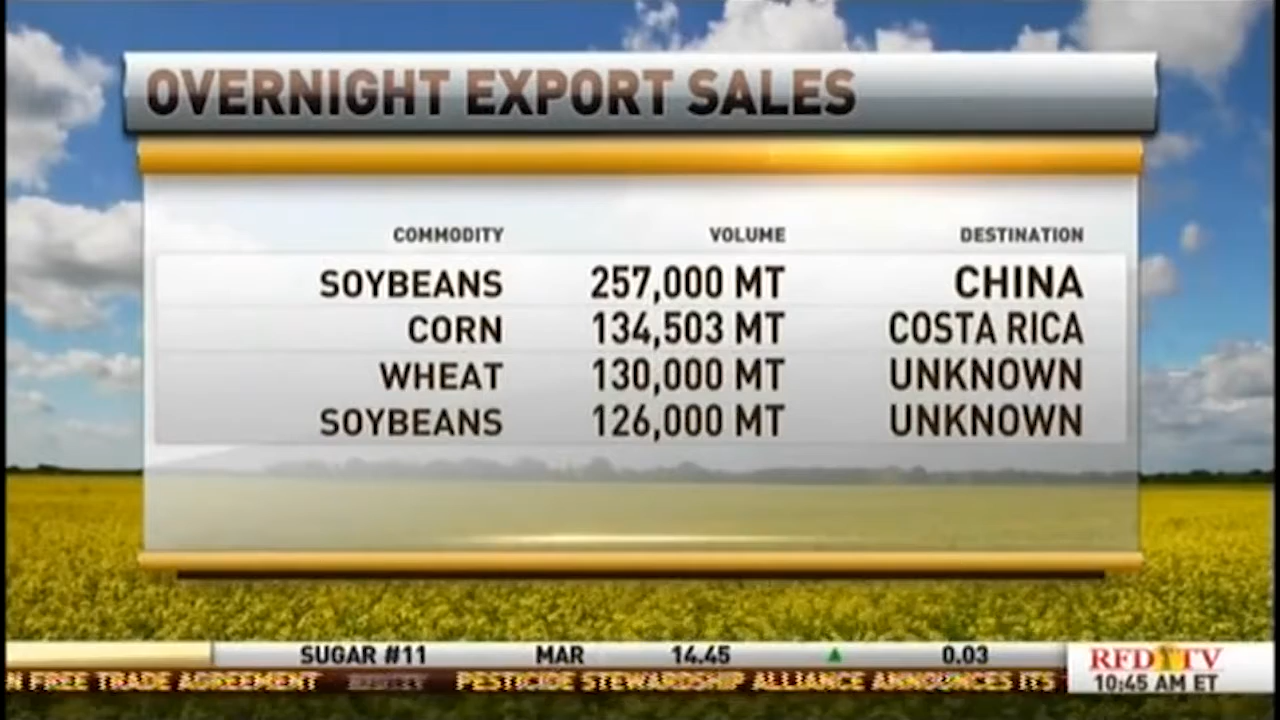 OVERNIGHT EXPORT SALES
COMMODITY VOLUME DESTINATION
SOYBEANS 257,000 MT CHINA
CORN 134,503 MT COSTA RICA
WHEAT 130,000 MT UNKNOWN
SOYBEANS 126,000 MT UNKNOWN
SUGAR #11 MAR 14.45 ▲ 0.03
RFD TV
N FREE TRADE AGREEMENT PESTICIDE STEWARDSHIP ALLIANCE ANNOUNCES ITS
10:45 AM ET